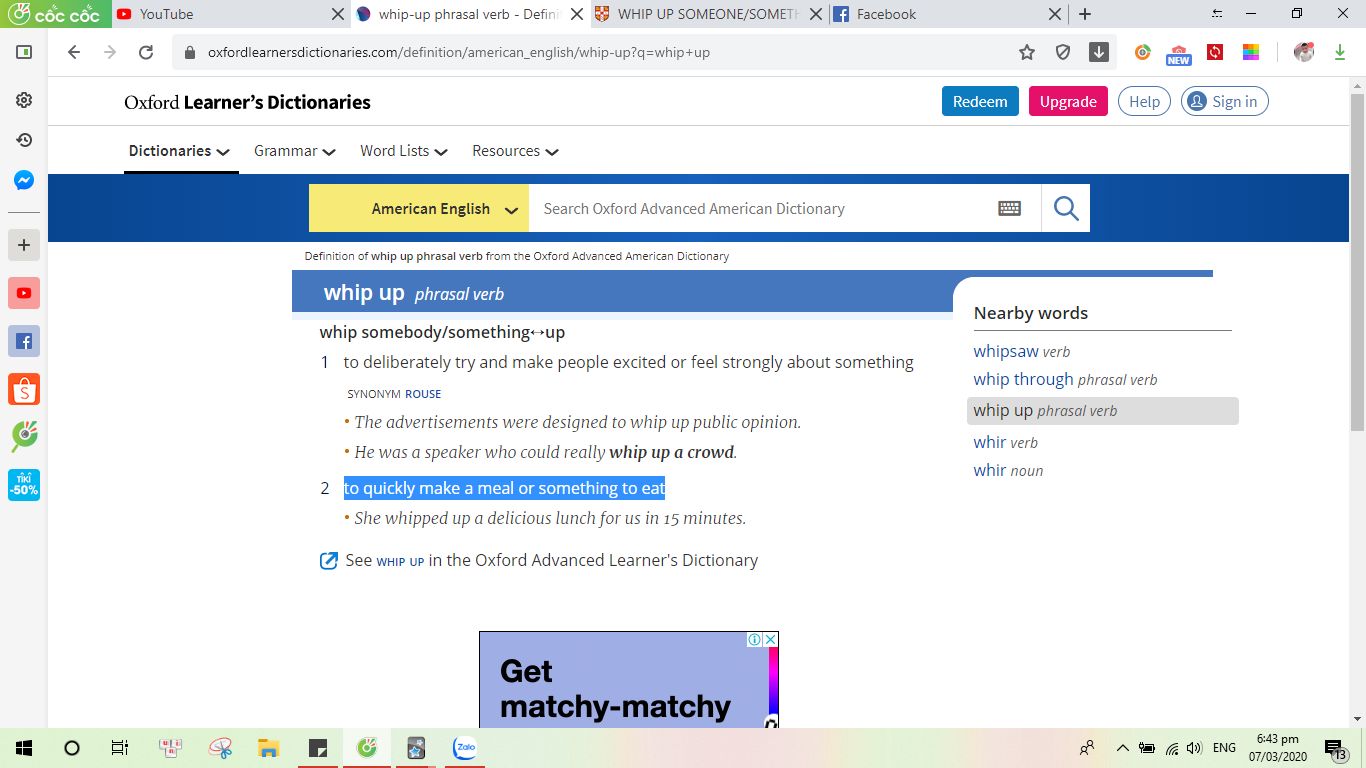 cốc cốc
YouTube
whip-up phrasal verb - Defin
WHIP UP SOMEONE/SOMETH
Facebook
oxfordlearnersdictionaries.com/definition/american_english/whip-up?q=whip+up
NEW
Oxford Learner's Dictionaries
Redeem
Upgrade
Help
Sign in
Dictionaries
Grammar
Word Lists
Resources
American English
Search Oxford Advanced American Dictionary
Definition of whip up phrasal verb from the Oxford Advanced American Dictionary
whip up phrasal verb
whip somebody/something↔up
1 to deliberately try and make people excited or feel strongly about something
SYNONYM ROUSE
• The advertisements were designed to whip up public opinion.
• He was a speaker who could really whip up a crowd.
2 to quickly make a meal or something to eat
• She whipped up a delicious lunch for us in 15 minutes.
See WHIP UP in the Oxford Advanced Learner's Dictionary
Nearby words
whipsaw verb
whip through phrasal verb
whip up phrasal verb
whir verb
whir noun
TIKI
-50%
Get
matchy-matchy
Zalo
ENG
6:43 pm
07/03/2020
13